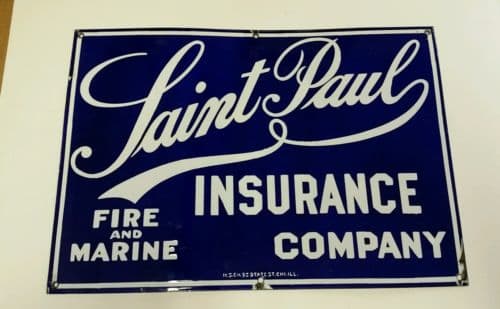 Saint Paul
FIRE
AND
MARINE
INSURANCE
COMPANY